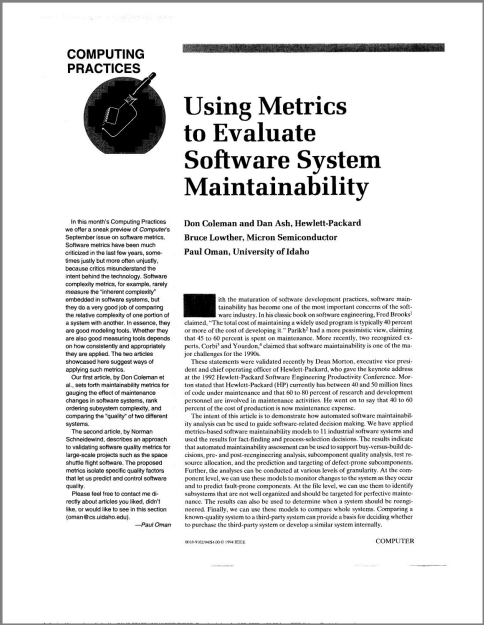 COMPUTING
PRACTICES
Using Metrics
to Evaluate
Software System
Maintainability
Don Coleman and Dan Ash, Hewlett-Packard
Bruce Lowther, Micron Semiconductor
Paul Oman, University of Idaho
In this month's Computing Practices
we offer a sneak preview of Computer's
September issue on software metrics.
Software metrics have been much
criticized in the last few years, some-
times justly but more often unjustly,
because critics misunderstand the
intent behind the technology. Software
complexity metrics, for example, rarely
measure the "inherent complexity"
embedded in software systems, but
they do a very good job of comparing
the relative complexity of one portion of
a system with another. In essence, they
are good modeling tools. Whether they
are also good measuring tools depends
on how consistently and appropriately
they are applied. The two articles
showcased here suggest ways of
applying such metrics.
Our first article, by Don Coleman et
al., sets forth maintainability metrics for
gauging the effect of maintenance
changes in software systems, rank
ordering subsystem complexity, and
comparing the "quality" of two different
systems.
The second article, by Norman
Schneidewind, describes an approach
to validating software quality metrics for
large-scale projects such as the space
shuttle flight software. The proposed
metrics isolate specific quality factors
that let us predict and control software
quality.
Please feel free to contact me di-
rectly about articles you liked, didn't
like, or would like to see in this section
(oman@cs.uidaho.edu).
—Paul Oman
ith the maturation of software development practices, software main-
tainability has become one of the most important concerns of the soft-
ware industry. In his classic book on software engineering, Fred Brooks¹
claimed, "The total cost of maintaining a widely used program is typically 40 percent
or more of the cost of developing it." Parikh² had a more pessimistic view, claiming
that 45 to 60 percent is spent on maintenance. More recently, two recognized ex-
perts, Corbi³ and Yourdon,⁴ claimed that software maintainability is one of the ma-
jor challenges for the 1990s.
These statements were validated recently by Dean Morton, executive vice presi-
dent and chief operating officer of Hewlett-Packard, who gave the keynote address
at the 1992 Hewlett-Packard Software Engineering Productivity Conference. Mor-
ton stated that Hewlett-Packard (HP) currently has between 40 and 50 million lines
of code under maintenance and that 60 to 80 percent of research and development
personnel are involved in maintenance activities. He went on to say that 40 to 60
percent of the cost of production is now maintenance expense.
The intent of this article is to demonstrate how automated software maintainabil-
ity analysis can be used to guide software-related decision making. We have applied
metrics-based software maintainability models to 11 industrial software systems and
used the results for fact-finding and process-selection decisions. The results indicate
that automated maintainability assessment can be used to support buy-versus-build de-
cisions, pre- and post-reengineering analysis, subcomponent quality analysis, test re-
source allocation, and the prediction and targeting of defect-prone subcomponents.
Further, the analyses can be conducted at various levels of granularity. At the com-
ponent level, we can use these models to monitor changes to the system as they occur
and to predict fault-prone components. At the file level, we can use them to identify
subsystems that are not well organized and should be targeted for perfective mainte-
nance. The results can also be used to determine when a system should be reengi-
neered. Finally, we can use these models to compare whole systems. Comparing a
known-quality system to a third-party system can provide a basis for deciding whether
to purchase the third-party system or develop a similar system internally.
0018-9162/94/$4.00 © 1994 IEEE
COMPUTER